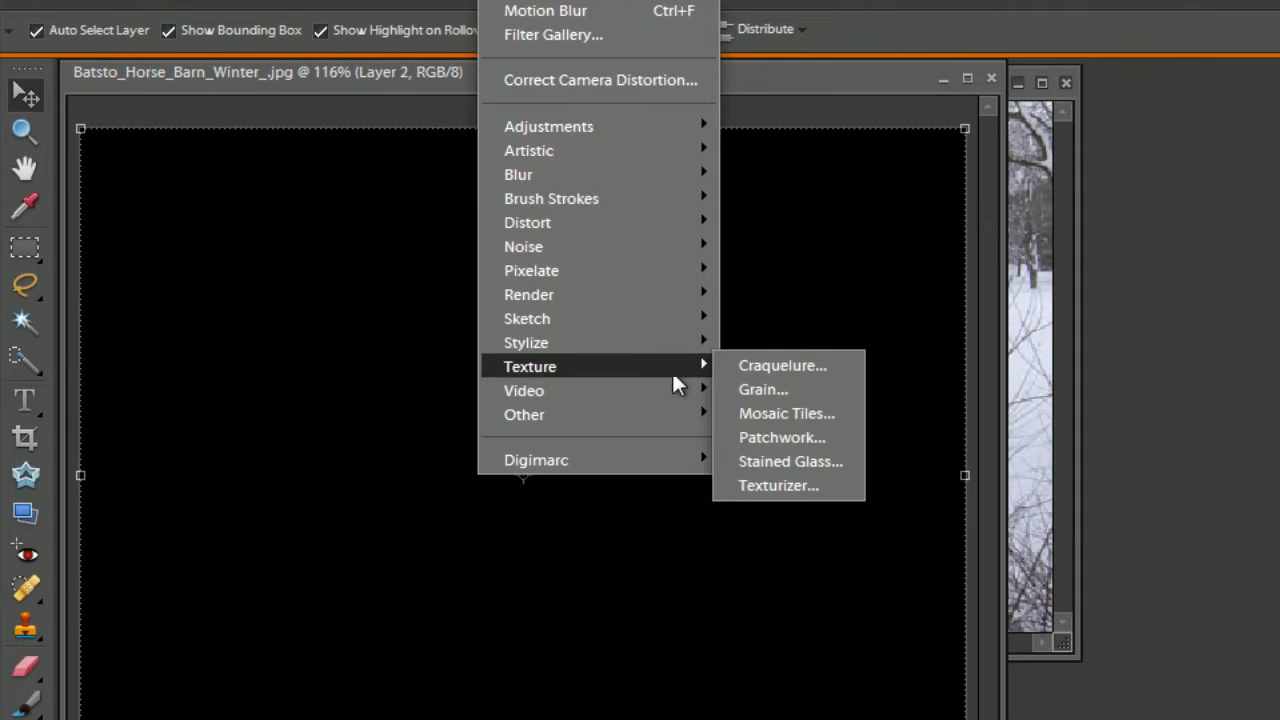 Motion Blur Ctrl+F
Filter Gallery...
Auto Select Layer Show Bounding Box Show Highlight on Rollov Distribute
Batsto_Horse_Barn_Winter_.jpg @ 116% (Layer 2, RGB/8)
Correct Camera Distortion...
Adjustments
Artistic
Blur
Brush Strokes
Distort
Noise
Pixelate
Render
Sketch
Stylize
Texture
Video
Other
Digimarc
Craquelure...
Grain...
Mosaic Tiles...
Patchwork...
Stained Glass...
Texturizer...
T